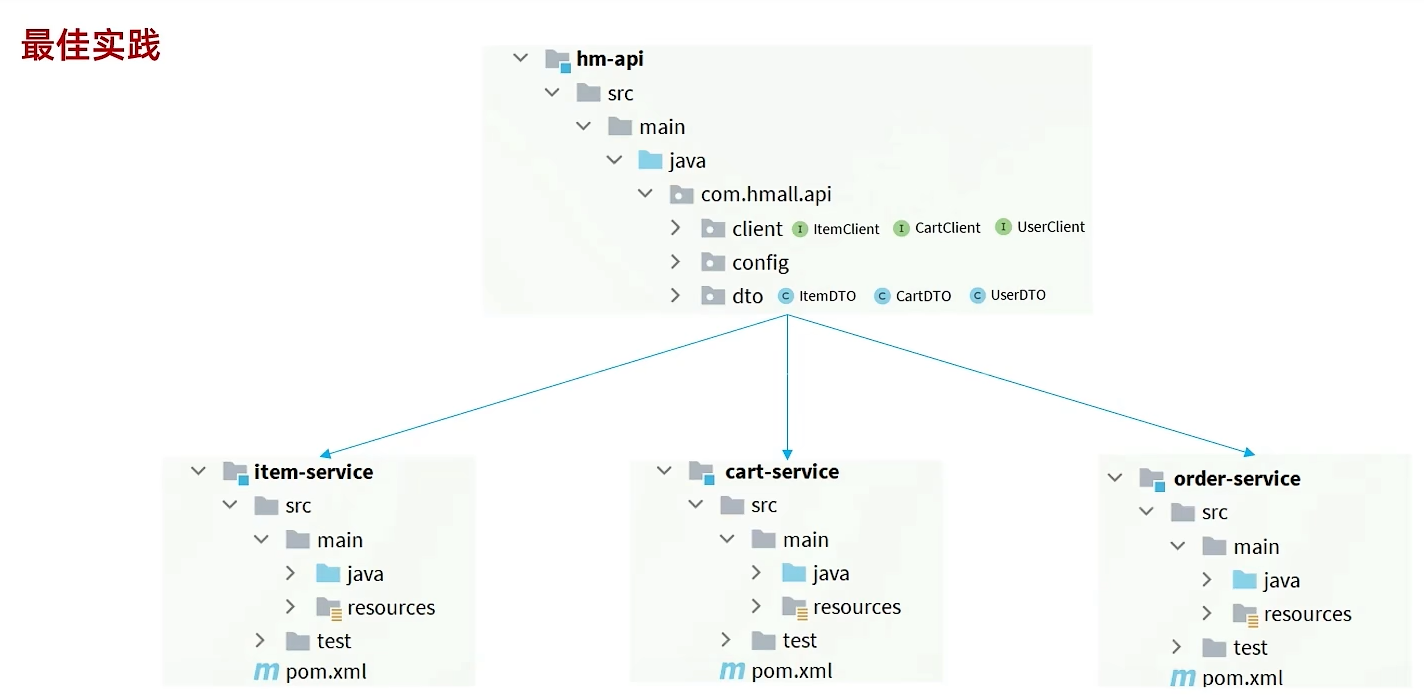 最佳实践
hm-api
src
main
java
com.hmall.api
client I ItemClient I CartClient I UserClient
config
dto C ItemDTO C CartDTO C UserDTO
item-service
src
main
java
resources
test
m pom.xml
cart-service
src
main
java
resources
test
m pom.xml
order-service
src
main
java
resources
test
m pom.xml